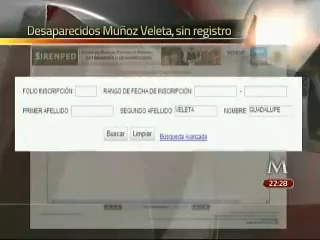 Desaparecidos Muñoz Veleta, sin registro
SIRENPED
FOLIO INSCRIPCIÓN: RANGO DE FECHA DE INSCRIPCIÓN: -
PRIMER APELLIDO: SEGUNDO APELLIDO: VELETA NOMBRE: GUADALUPE
Buscar Limpiar Búsqueda Avanzada
M
22:28